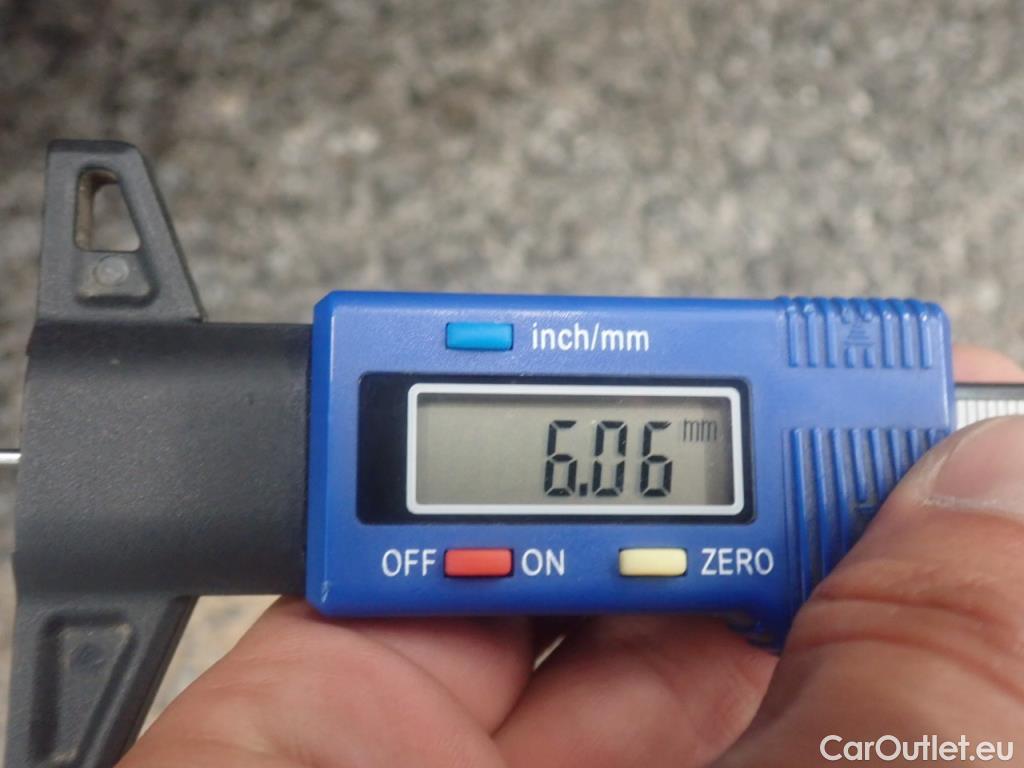 inch/mm
6.06 mm
OFF ON ZERO
CarOutlet.eu